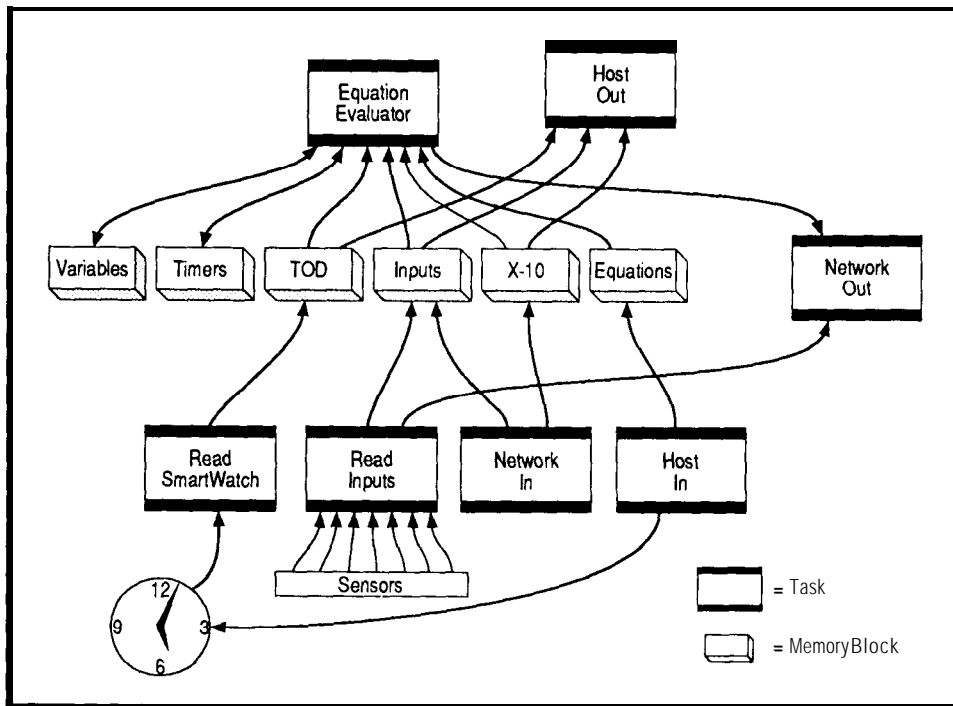 Equation
Evaluator
Host
Out
Variables
Timers
TOD
Inputs
X-10
Equations
Network
Out
Read
SmartWatch
Read
Inputs
Network
In
Host
In
Sensors
12
9
3
6
= Task
= MemoryBlock